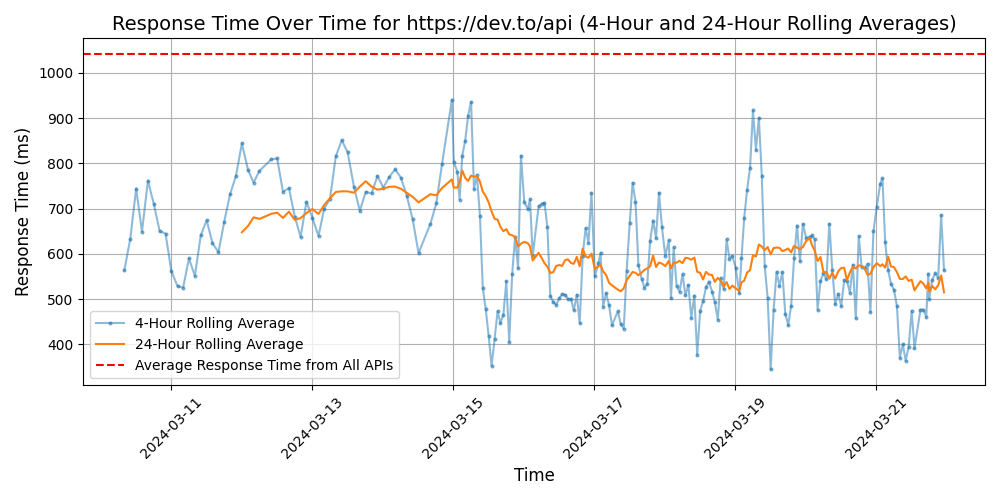 Response Time Over Time for https://dev.to/api (4-Hour and 24-Hour Rolling Averages)
Response Time (ms)
1000
900
800
700
600
500
400
4-Hour Rolling Average
24-Hour Rolling Average
Average Response Time from All APIs
2024-03-11
2024-03-13
2024-03-15
2024-03-17
2024-03-19
2024-03-21
Time